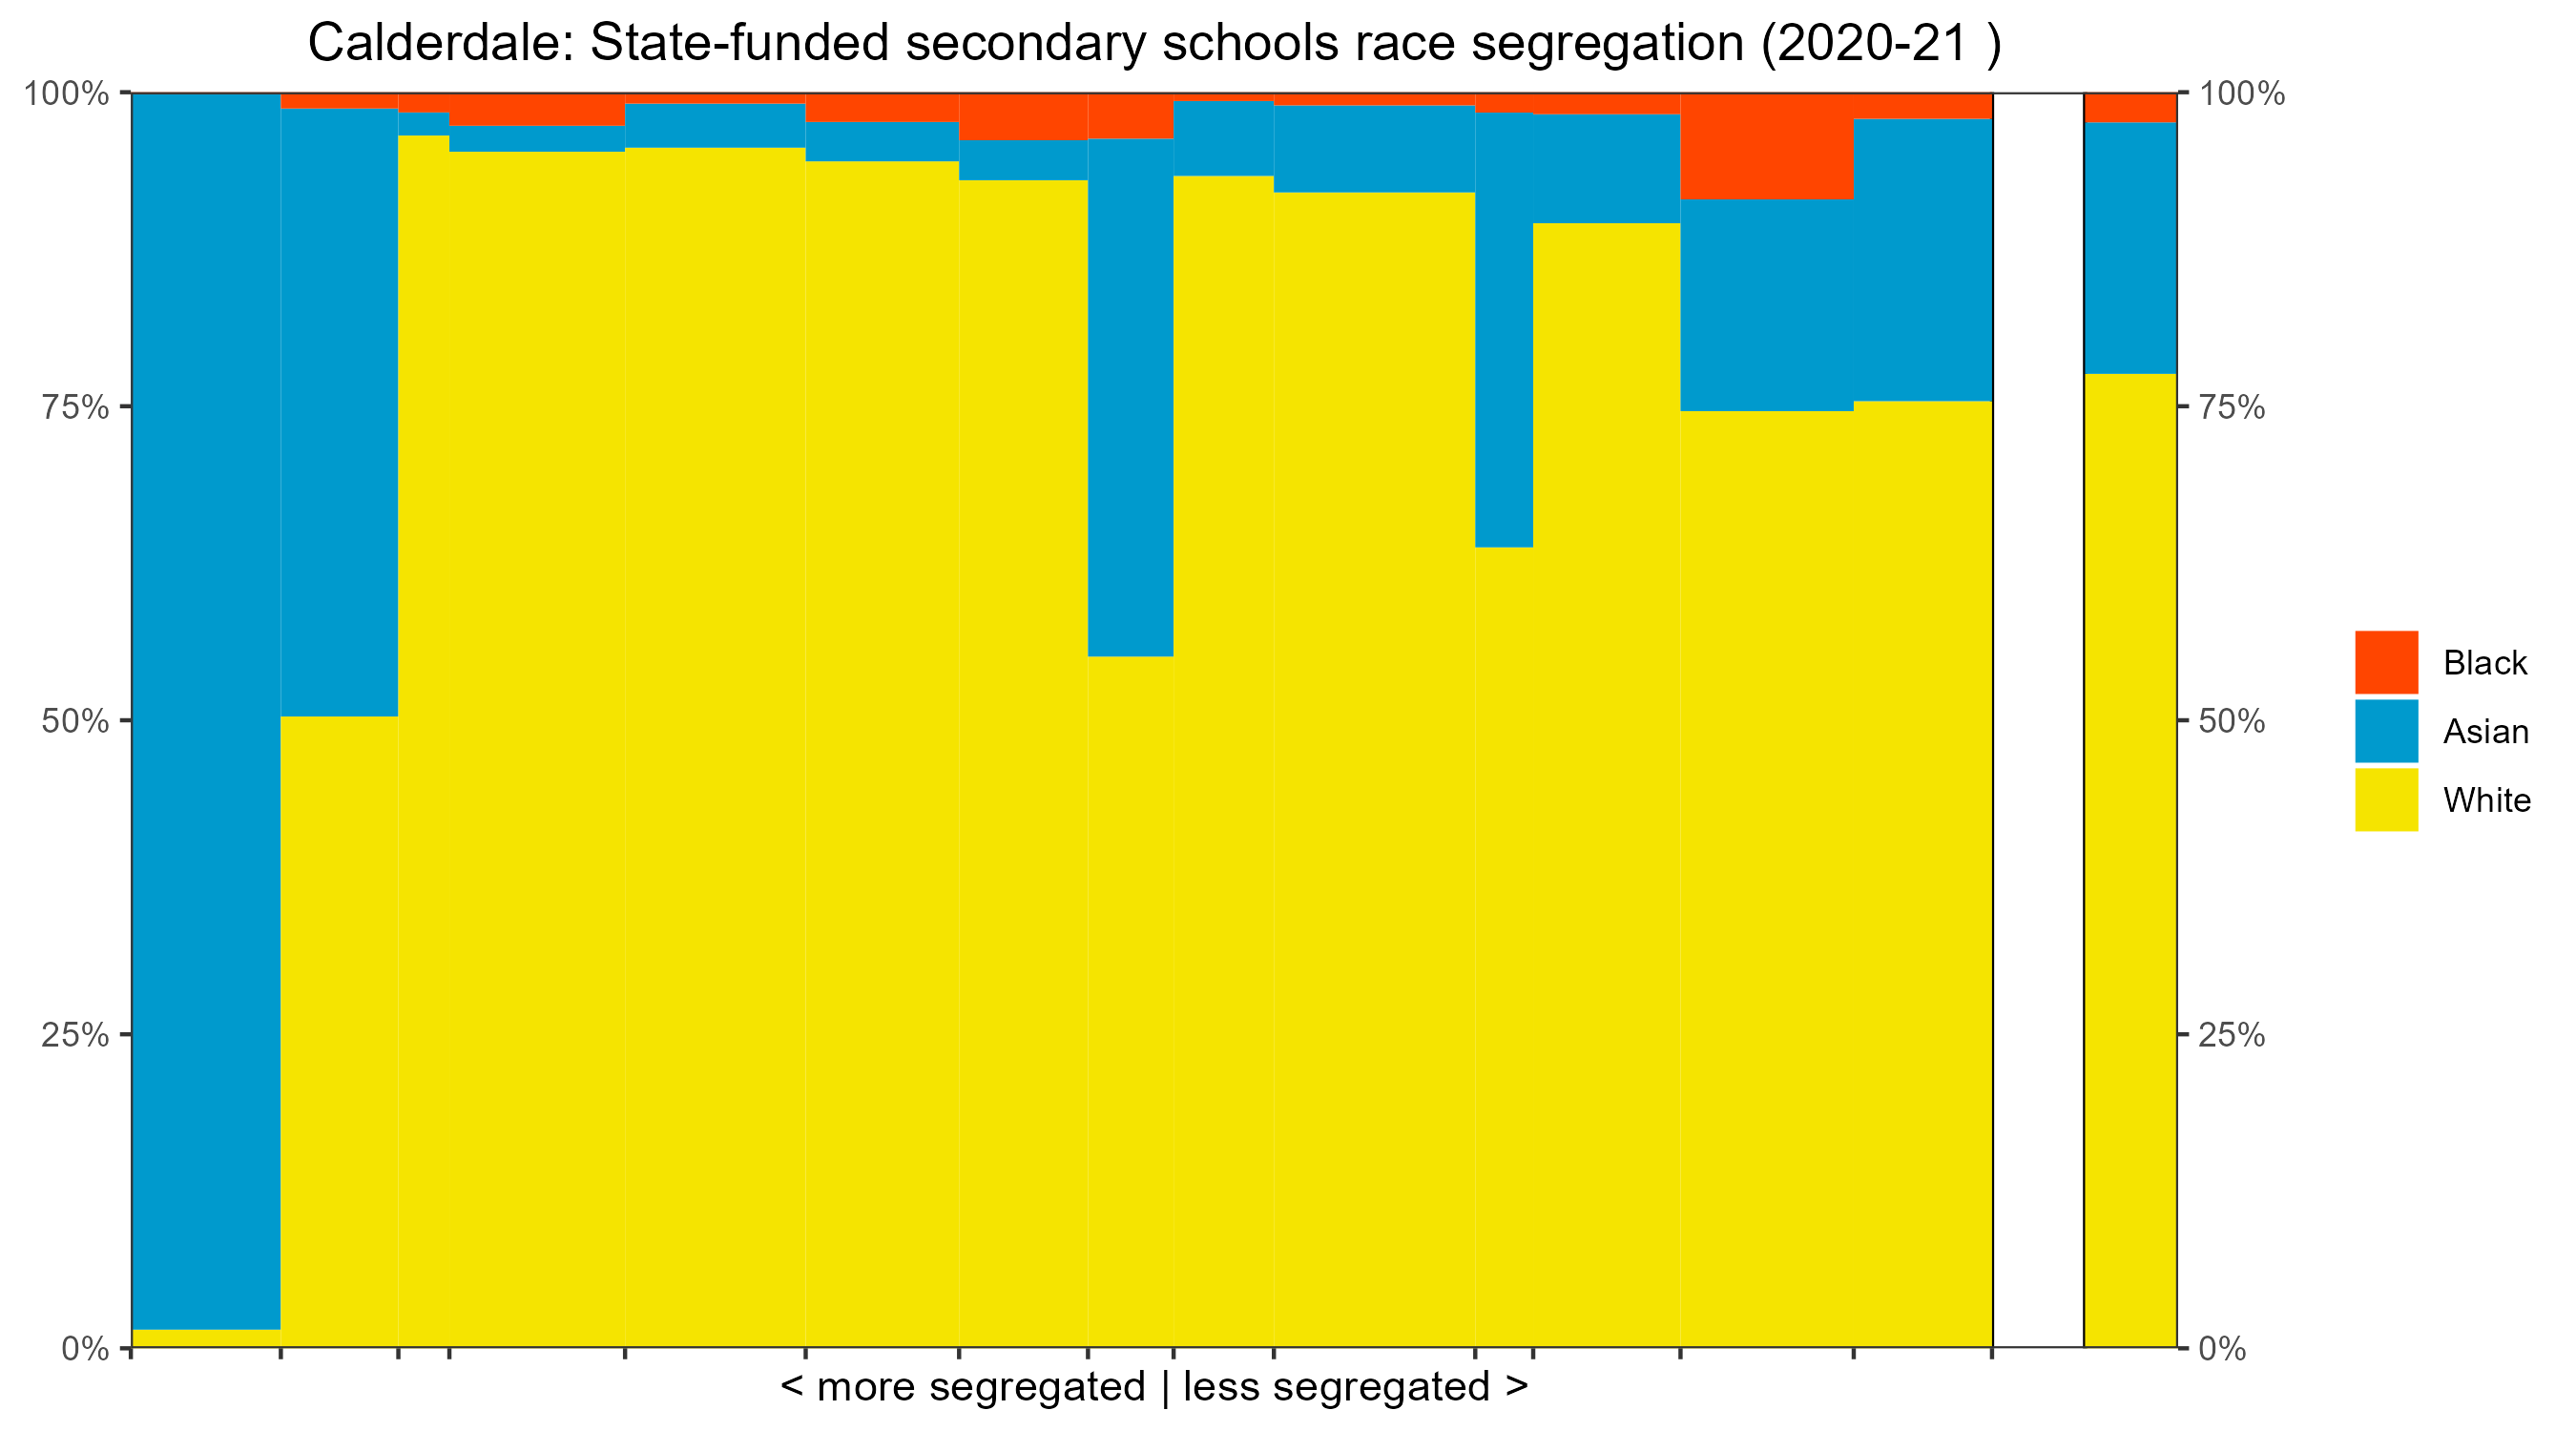 Calderdale: State-funded secondary schools race segregation (2020-21 )
100%
75%
50%
25%
0%
100%
75%
50%
25%
0%
Black
Asian
White
< more segregated | less segregated >